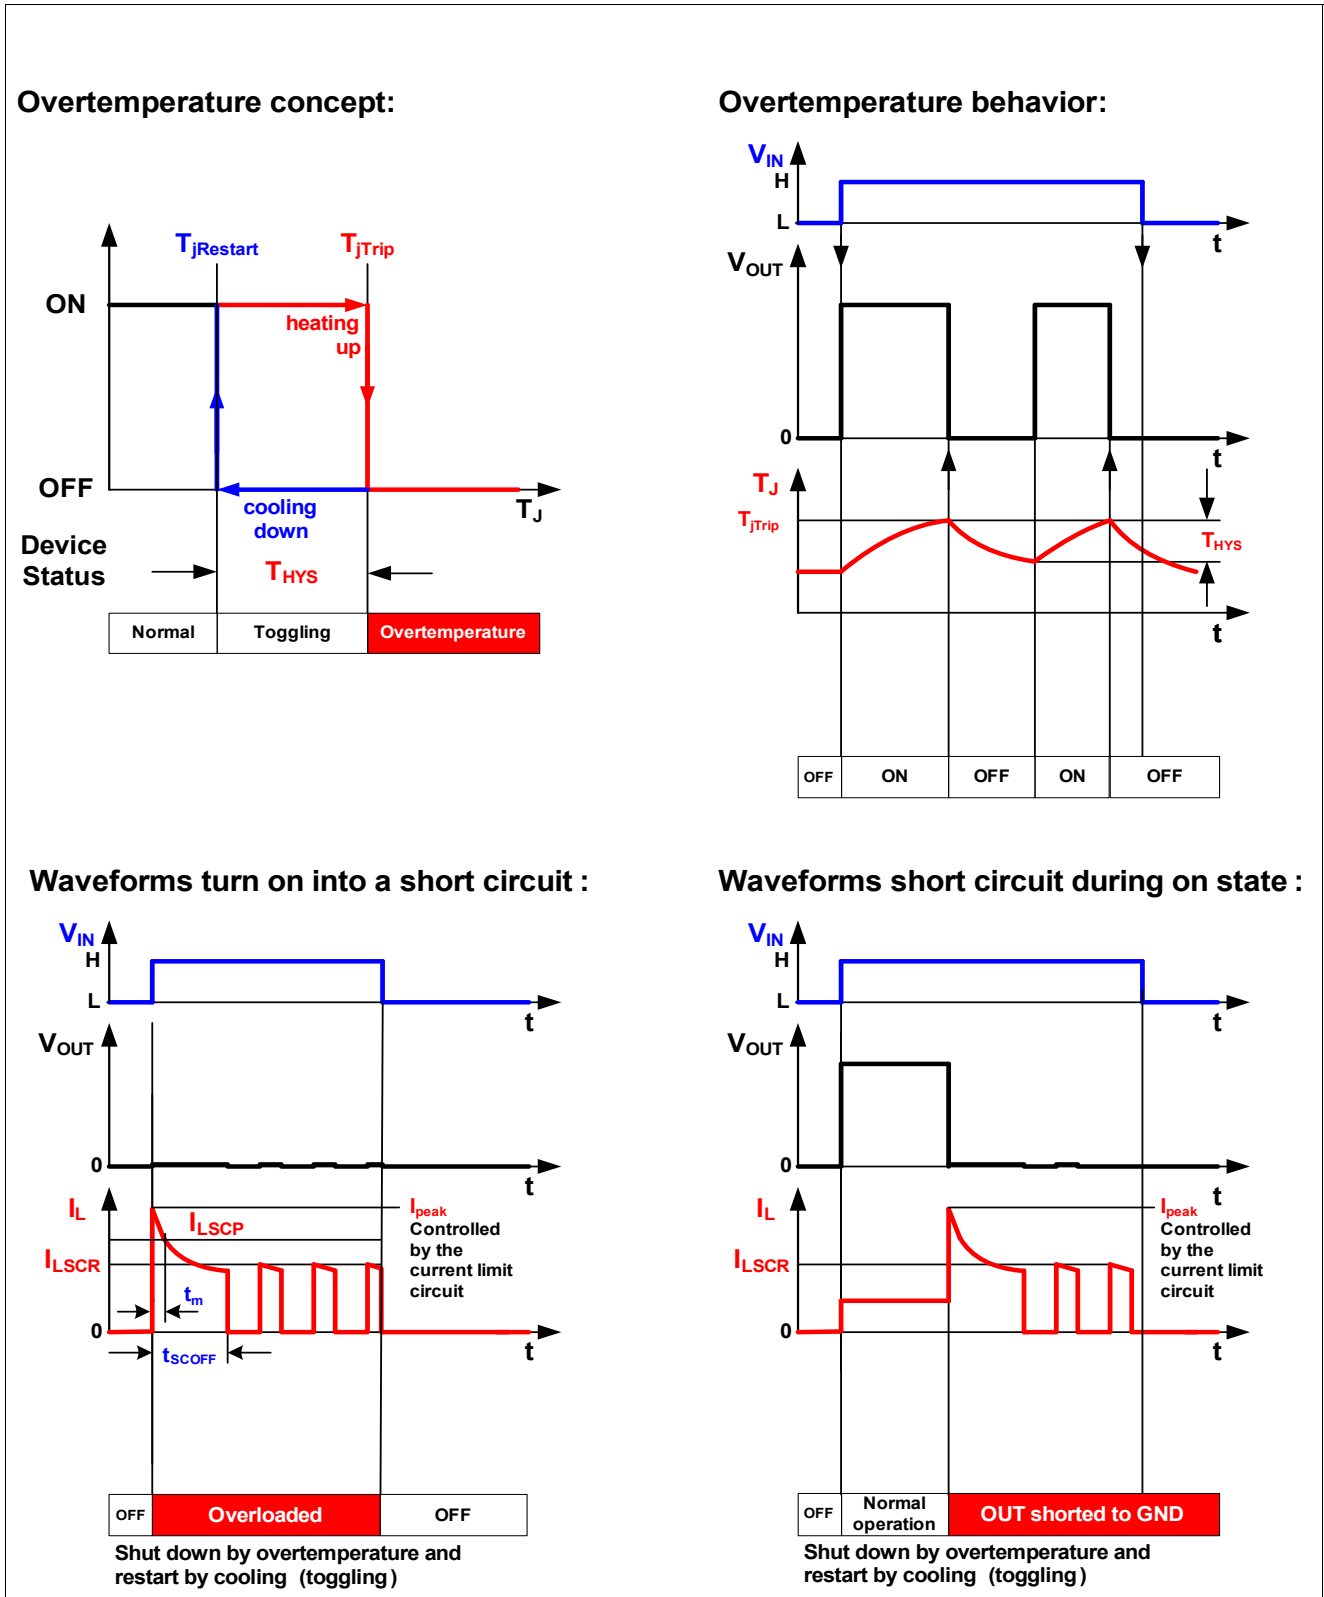 Overtemperature concept:
TjRestart
TjTrip
ON
heating
up
OFF
cooling
down
TJ
Device
Status
THYS
Normal
Toggling
Overtemperature
Overtemperature behavior:
VIN
H
L
t
VOUT
0
t
TJ
TjTrip
THYS
t
OFF
ON
OFF
ON
OFF
Waveforms turn on into a short circuit :
VIN
H
L
t
VOUT
0
t
IL
Ipeak
ILSCP
Controlled
by the
current limit
circuit
ILSCR
tm
0
t
tSCOFF
OFF
Overloaded
OFF
Shut down by overtemperature and
restart by cooling (toggling)
Waveforms short circuit during on state :
VIN
H
L
t
VOUT
0
t
IL
Ipeak
Controlled
by the
current limit
circuit
ILSCR
0
t
OFF
Normal
operation
OUT shorted to GND
Shut down by overtemperature and
restart by cooling (toggling)